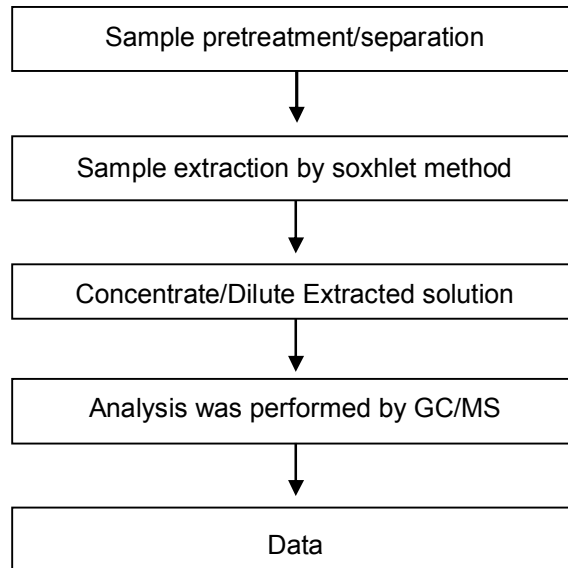 Sample pretreatment/separation
Sample extraction by soxhlet method
Concentrate/Dilute Extracted solution
Analysis was performed by GC/MS
Data